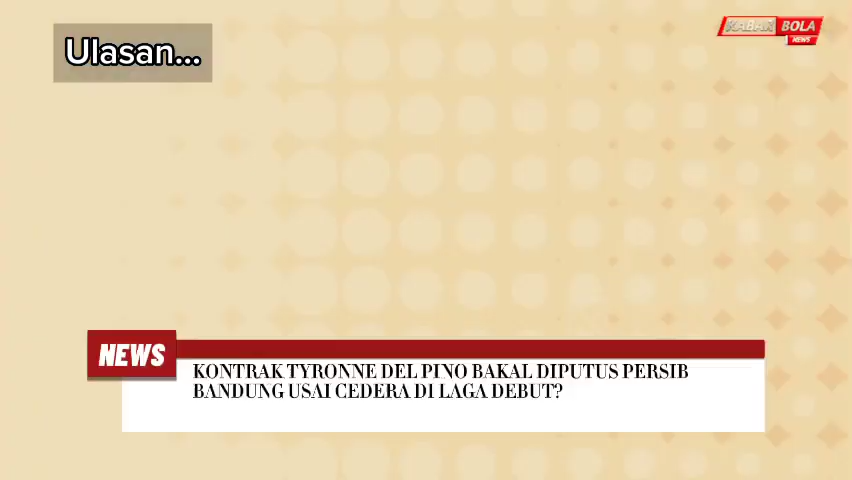 Ulasan...
KABAR BOLA
NEWS
NEWS
KONTRAK TYRONNE DEL PINO BAKAL DIPUTUS PERSIB
BANDUNG USAI CEDERA DI LAGA DEBUT?